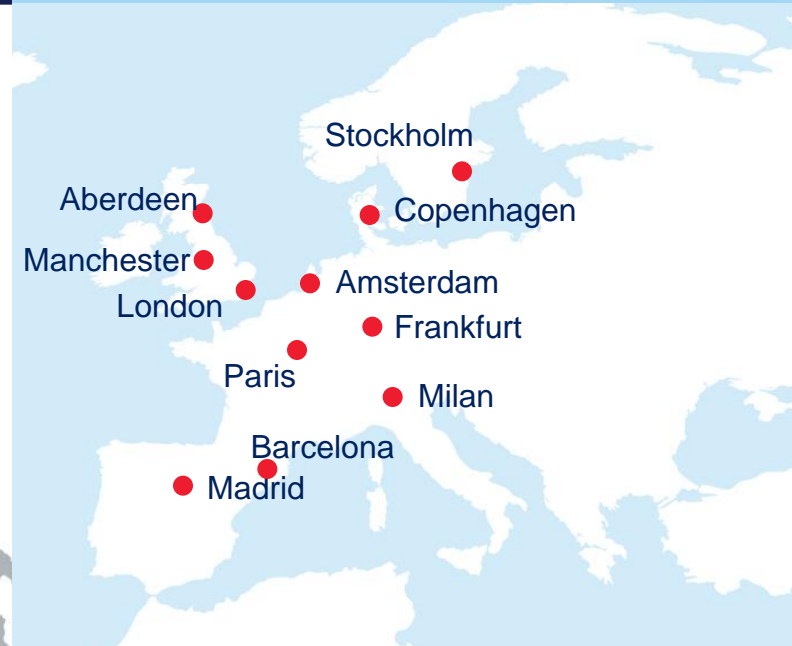 Stockholm
Aberdeen
Copenhagen
Manchester
Amsterdam
London
Frankfurt
Paris
Milan
Barcelona
Madrid